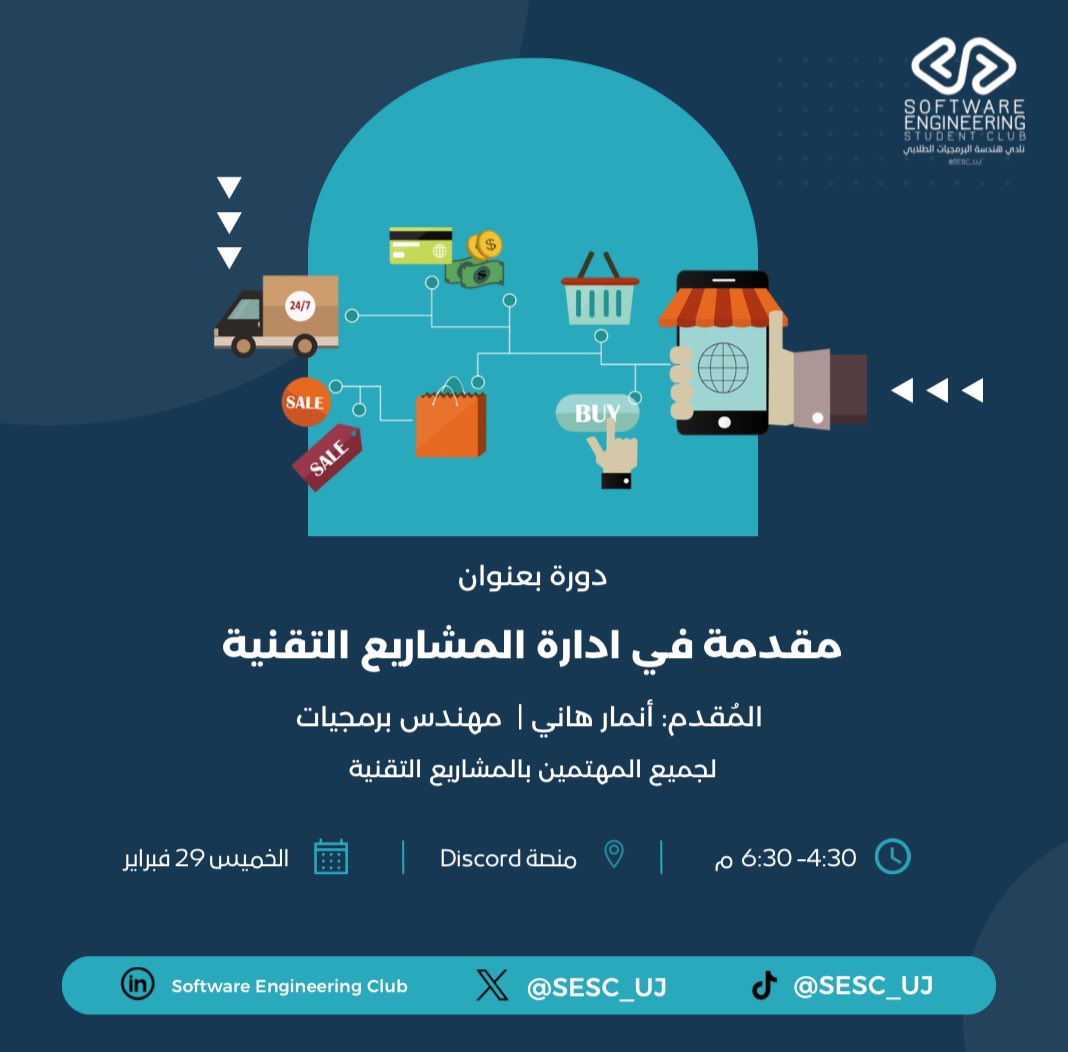 SOFTWARE
ENGINEERING
STUDENT CLUB
نادي هندسة البرمجيات الطلابي
@SESC_UJ
24/7
$
$
SALE
SALE
BUY
دورة بعنوان
مقدمة في ادارة المشاريع التقنية
المُقدم: أنمار هاني | مهندس برمجيات
لجميع المهتمين بالمشاريع التقنية
4:30- 6:30 م | منصة Discord | الخميس 29 فبراير
in Software Engineering Club @SESC_UJ @SESC_UJ